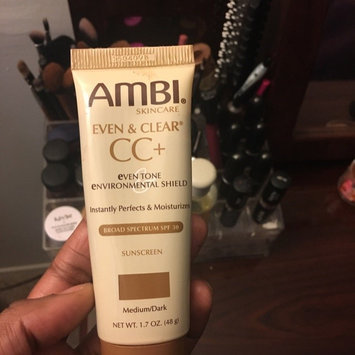 AMBI®
SKINCARE
EVEN & CLEAR®
CC+
EVEN TONE
&
ENVIRONMENTAL SHIELD
Instantly Perfects & Moisturizes
BROAD SPECTRUM SPF 30
SUNSCREEN
Medium/Dark
NET WT. 1.7 OZ. (48 g)